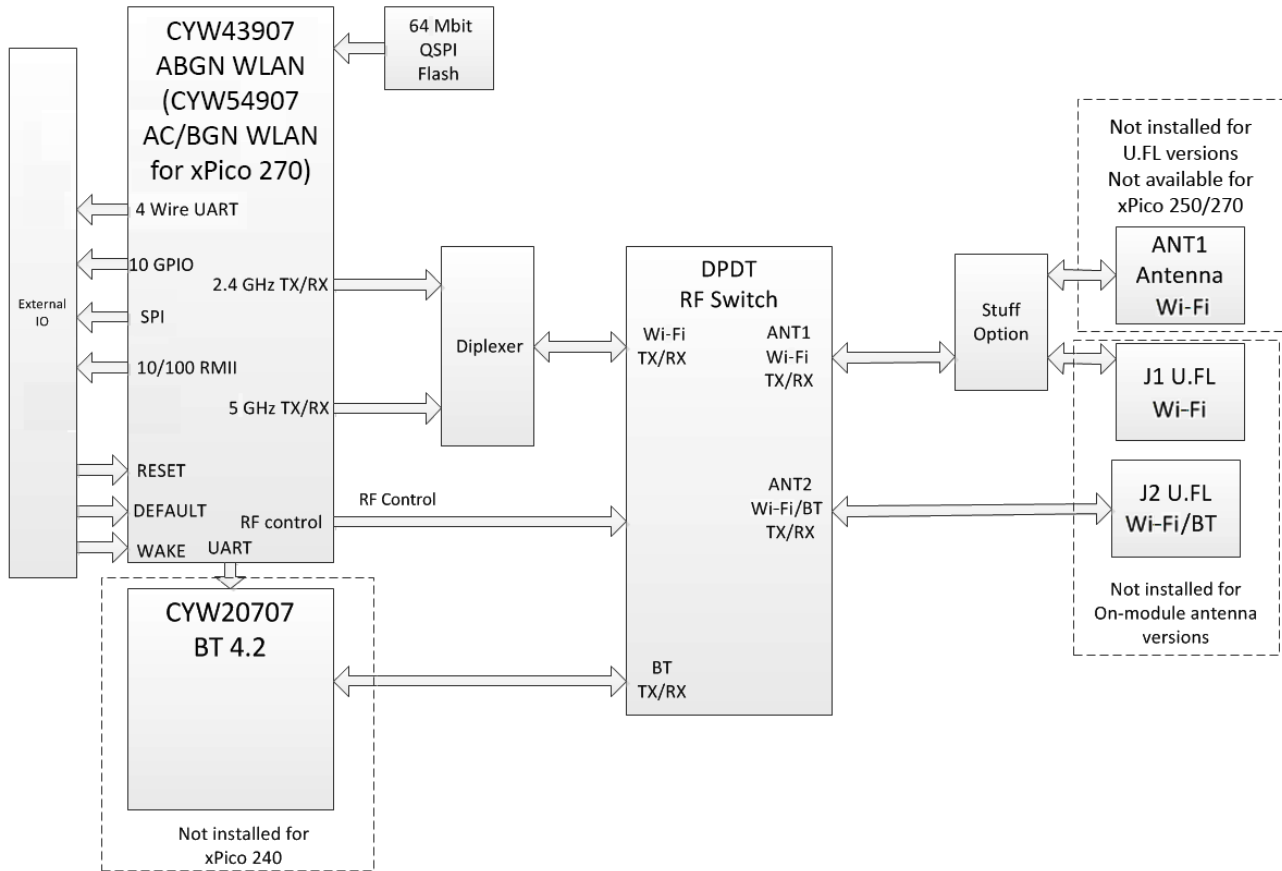 CYW43907
ABGN WLAN
(CYW54907
AC/BGN WLAN
for xPico 270)
64 Mbit
QSPI
Flash
External
IO
4 Wire UART
10 GPIO
SPI
10/100 RMII
RESET
DEFAULT
WAKE
2.4 GHz TX/RX
5 GHz TX/RX
RF control
UART
RF Control
Diplexer
DPDT
RF Switch
Wi-Fi
TX/RX
ANT1
Wi-Fi
TX/RX
ANT2
Wi-Fi/BT
TX/RX
BT
TX/RX
Stuff
Option
Not installed for
U.FL versions
Not available for
xPico 250/270
ANT1
Antenna
Wi-Fi
J1 U.FL
Wi-Fi
J2 U.FL
Wi-Fi/BT
Not installed for
On-module antenna
versions
CYW20707
BT 4.2
Not installed for
xPico 240